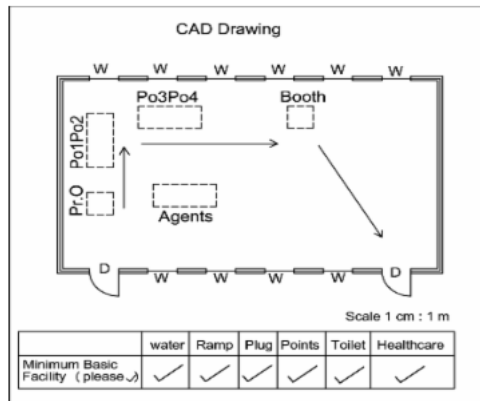 CAD Drawing
W W W W W W
Po3Po4 Booth
Po1Po2
Pr.O
Agents
D W W W W D
Scale 1 cm : 1 m
water Ramp Plug Points Toilet Healthcare
Minimum Basic
Facility (please ✓) ✓ ✓ ✓ ✓ ✓ ✓